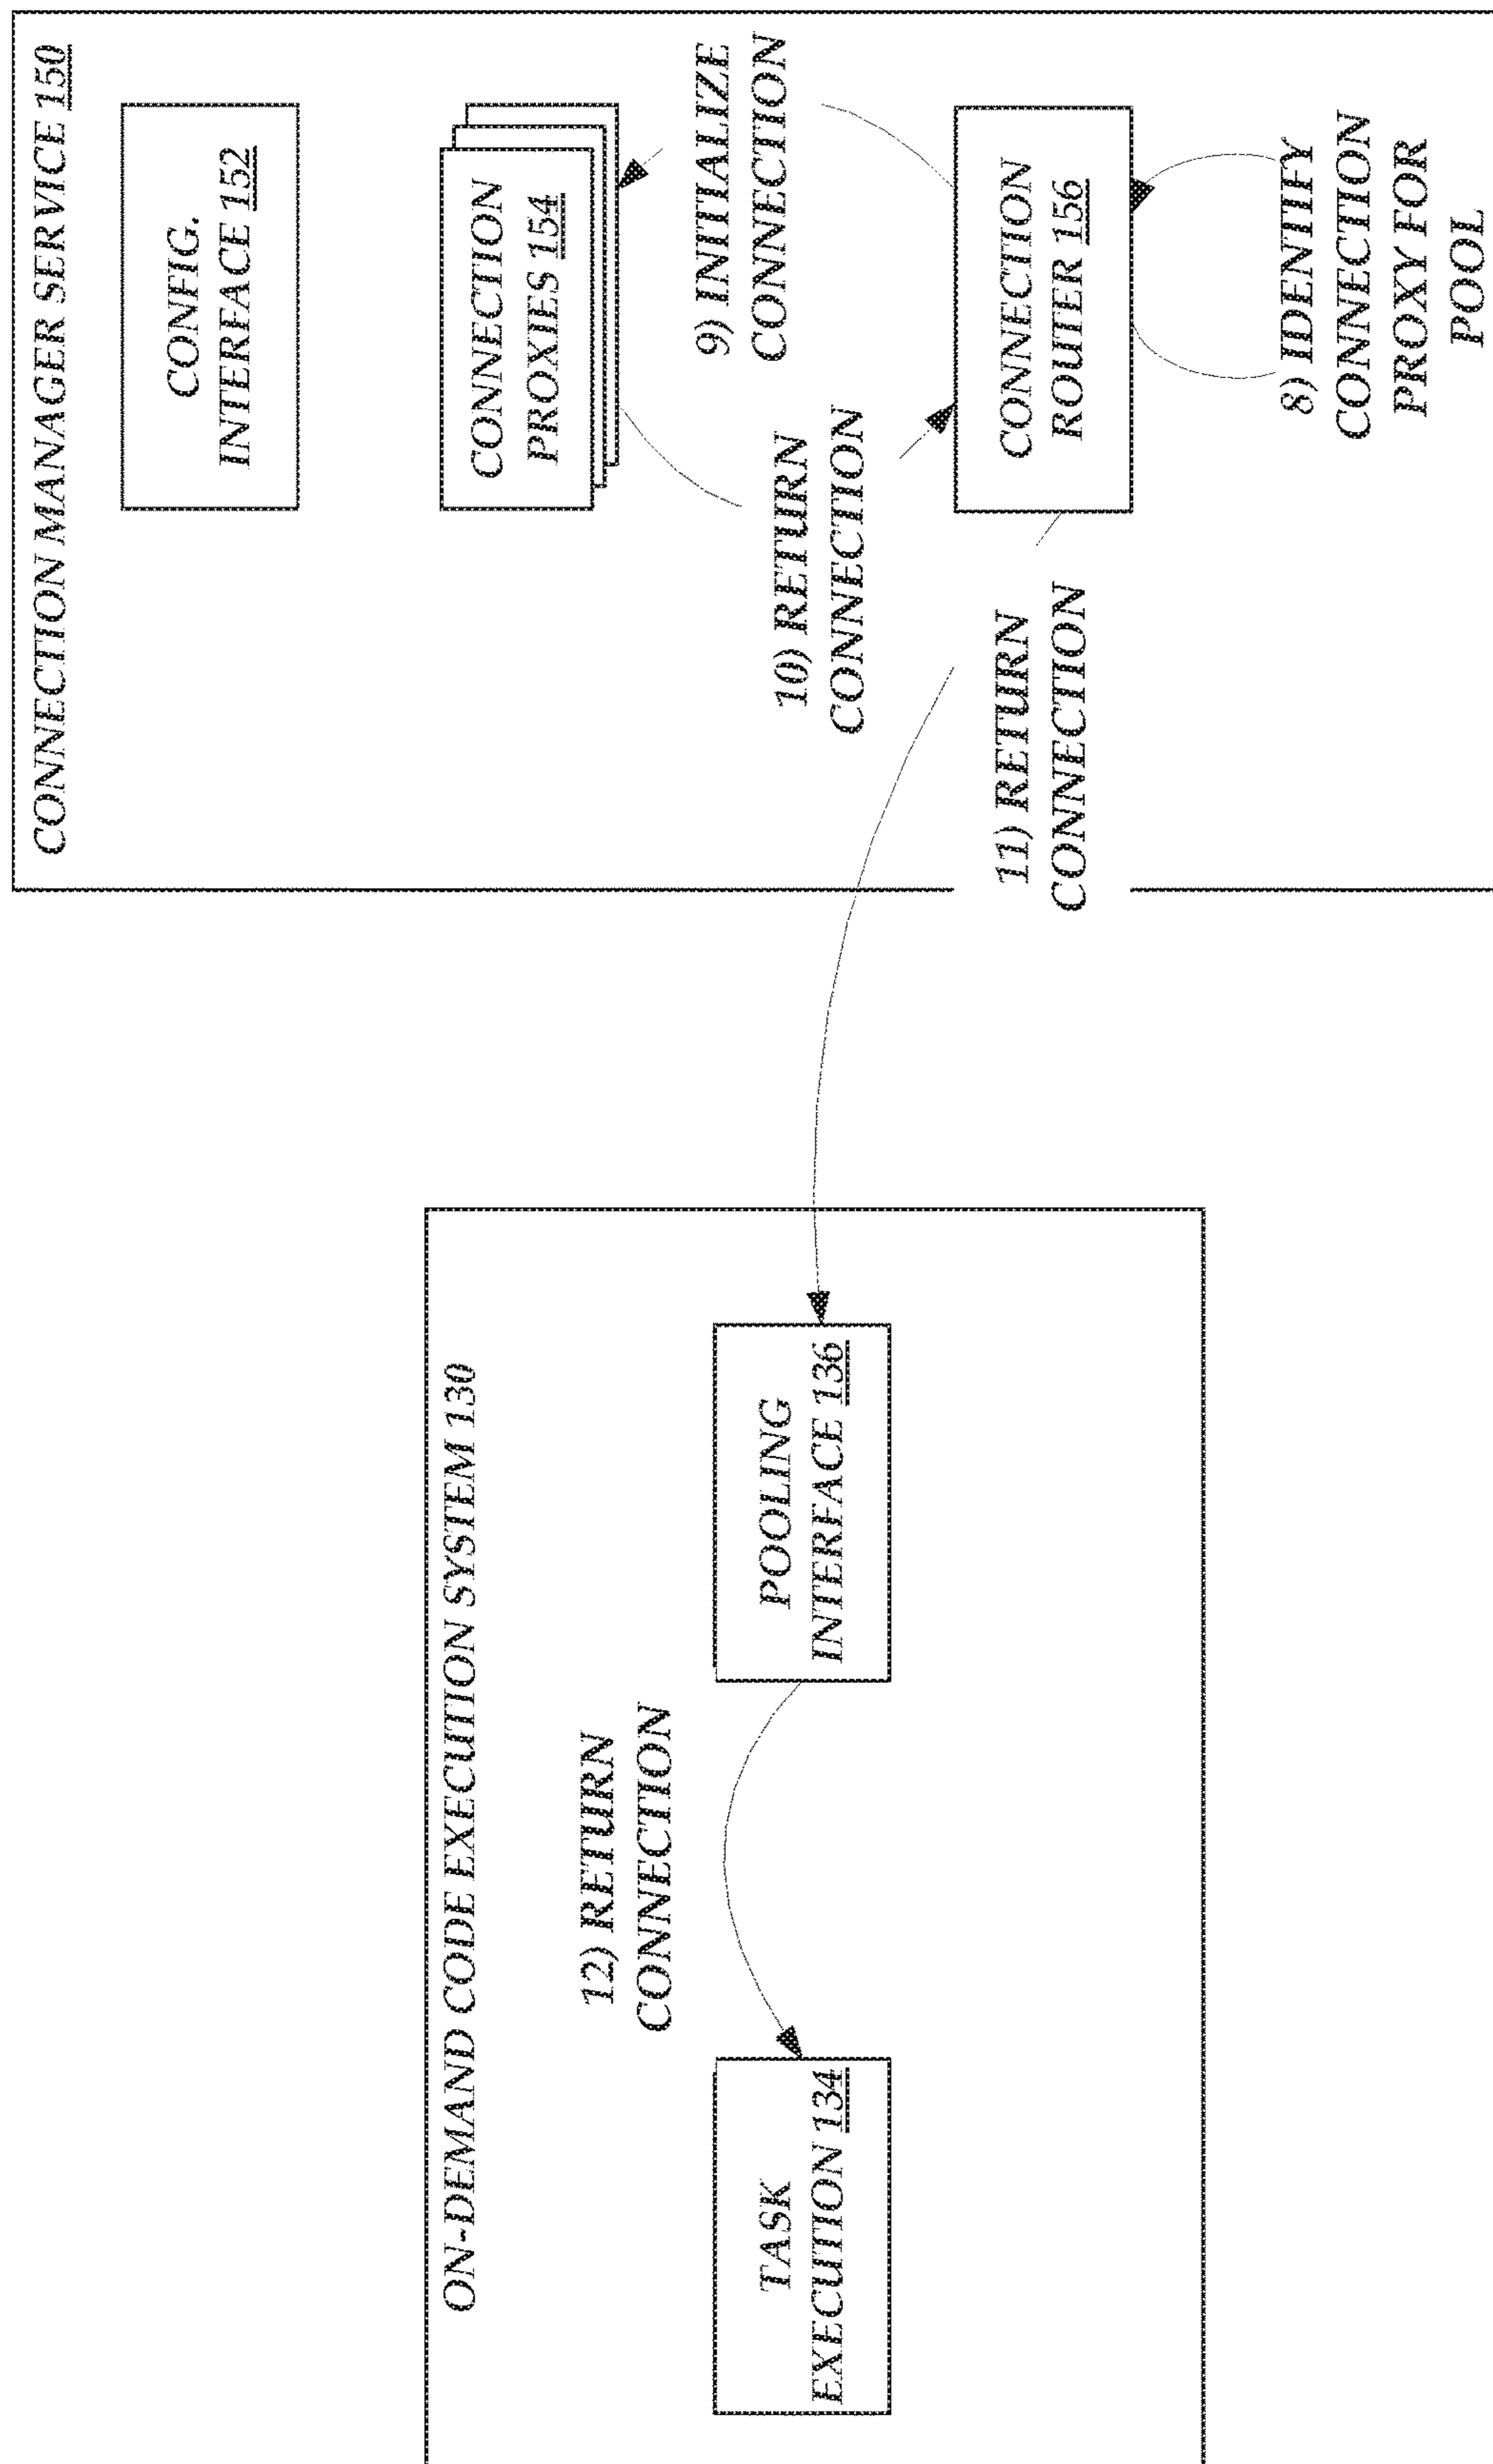 ON-DEMAND CODE EXECUTION SYSTEM 130
TASK
EXECUTION 134
12) RETURN
CONNECTION
POOLING
INTERFACE 136
CONNECTION MANAGER SERVICE 150
CONFIG.
INTERFACE 152
CONNECTION
PROXIES 154
9) INITIALIZE
CONNECTION
10) RETURN
CONNECTION
11) RETURN
CONNECTION
CONNECTION
ROUTER 156
8) IDENTIFY
CONNECTION
PROXY FOR
POOL